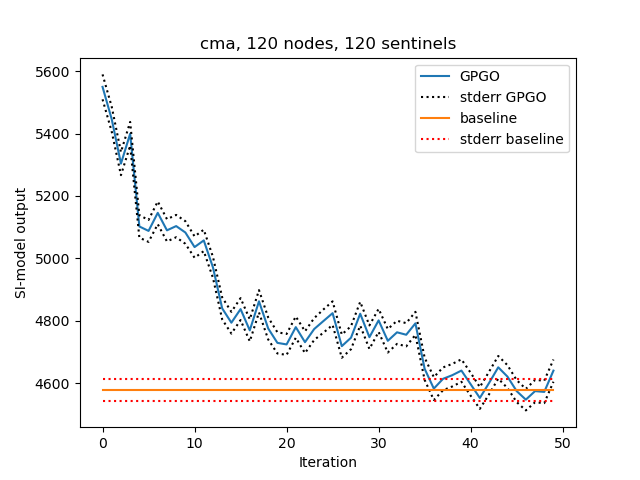 cma, 120 nodes, 120 sentinels
GPGO
stderr GPGO
baseline
stderr baseline
SI-model output
5600
5400
5200
5000
4800
4600
0 10 20 30 40 50
Iteration